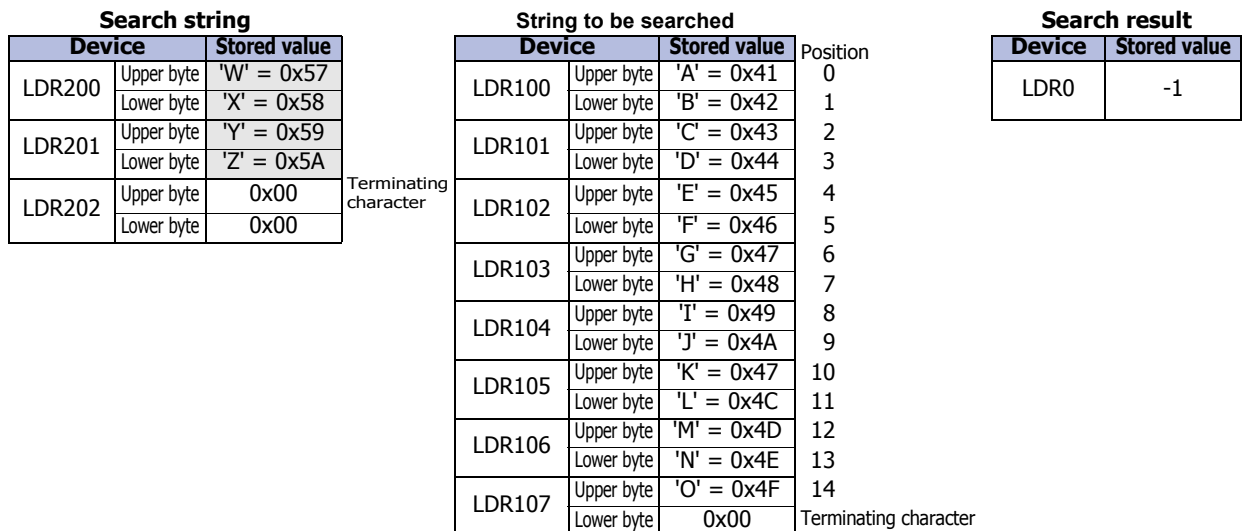 Search string
Device Stored value
LDR200 Upper byte 'W' = 0x57
Lower byte 'X' = 0x58
LDR201 Upper byte 'Y' = 0x59
Lower byte 'Z' = 0x5A
LDR202 Upper byte 0x00
Lower byte 0x00
Terminating
character
String to be searched
Device Stored value Position
LDR100 Upper byte 'A' = 0x41 0
Lower byte 'B' = 0x42 1
LDR101 Upper byte 'C' = 0x43 2
Lower byte 'D' = 0x44 3
LDR102 Upper byte 'E' = 0x45 4
Lower byte 'F' = 0x46 5
LDR103 Upper byte 'G' = 0x47 6
Lower byte 'H' = 0x48 7
LDR104 Upper byte 'I' = 0x49 8
Lower byte 'J' = 0x4A 9
LDR105 Upper byte 'K' = 0x47 10
Lower byte 'L' = 0x4C 11
LDR106 Upper byte 'M' = 0x4D 12
Lower byte 'N' = 0x4E 13
LDR107 Upper byte 'O' = 0x4F 14
Lower byte 0x00 Terminating character
Search result
Device Stored value
LDR0 -1